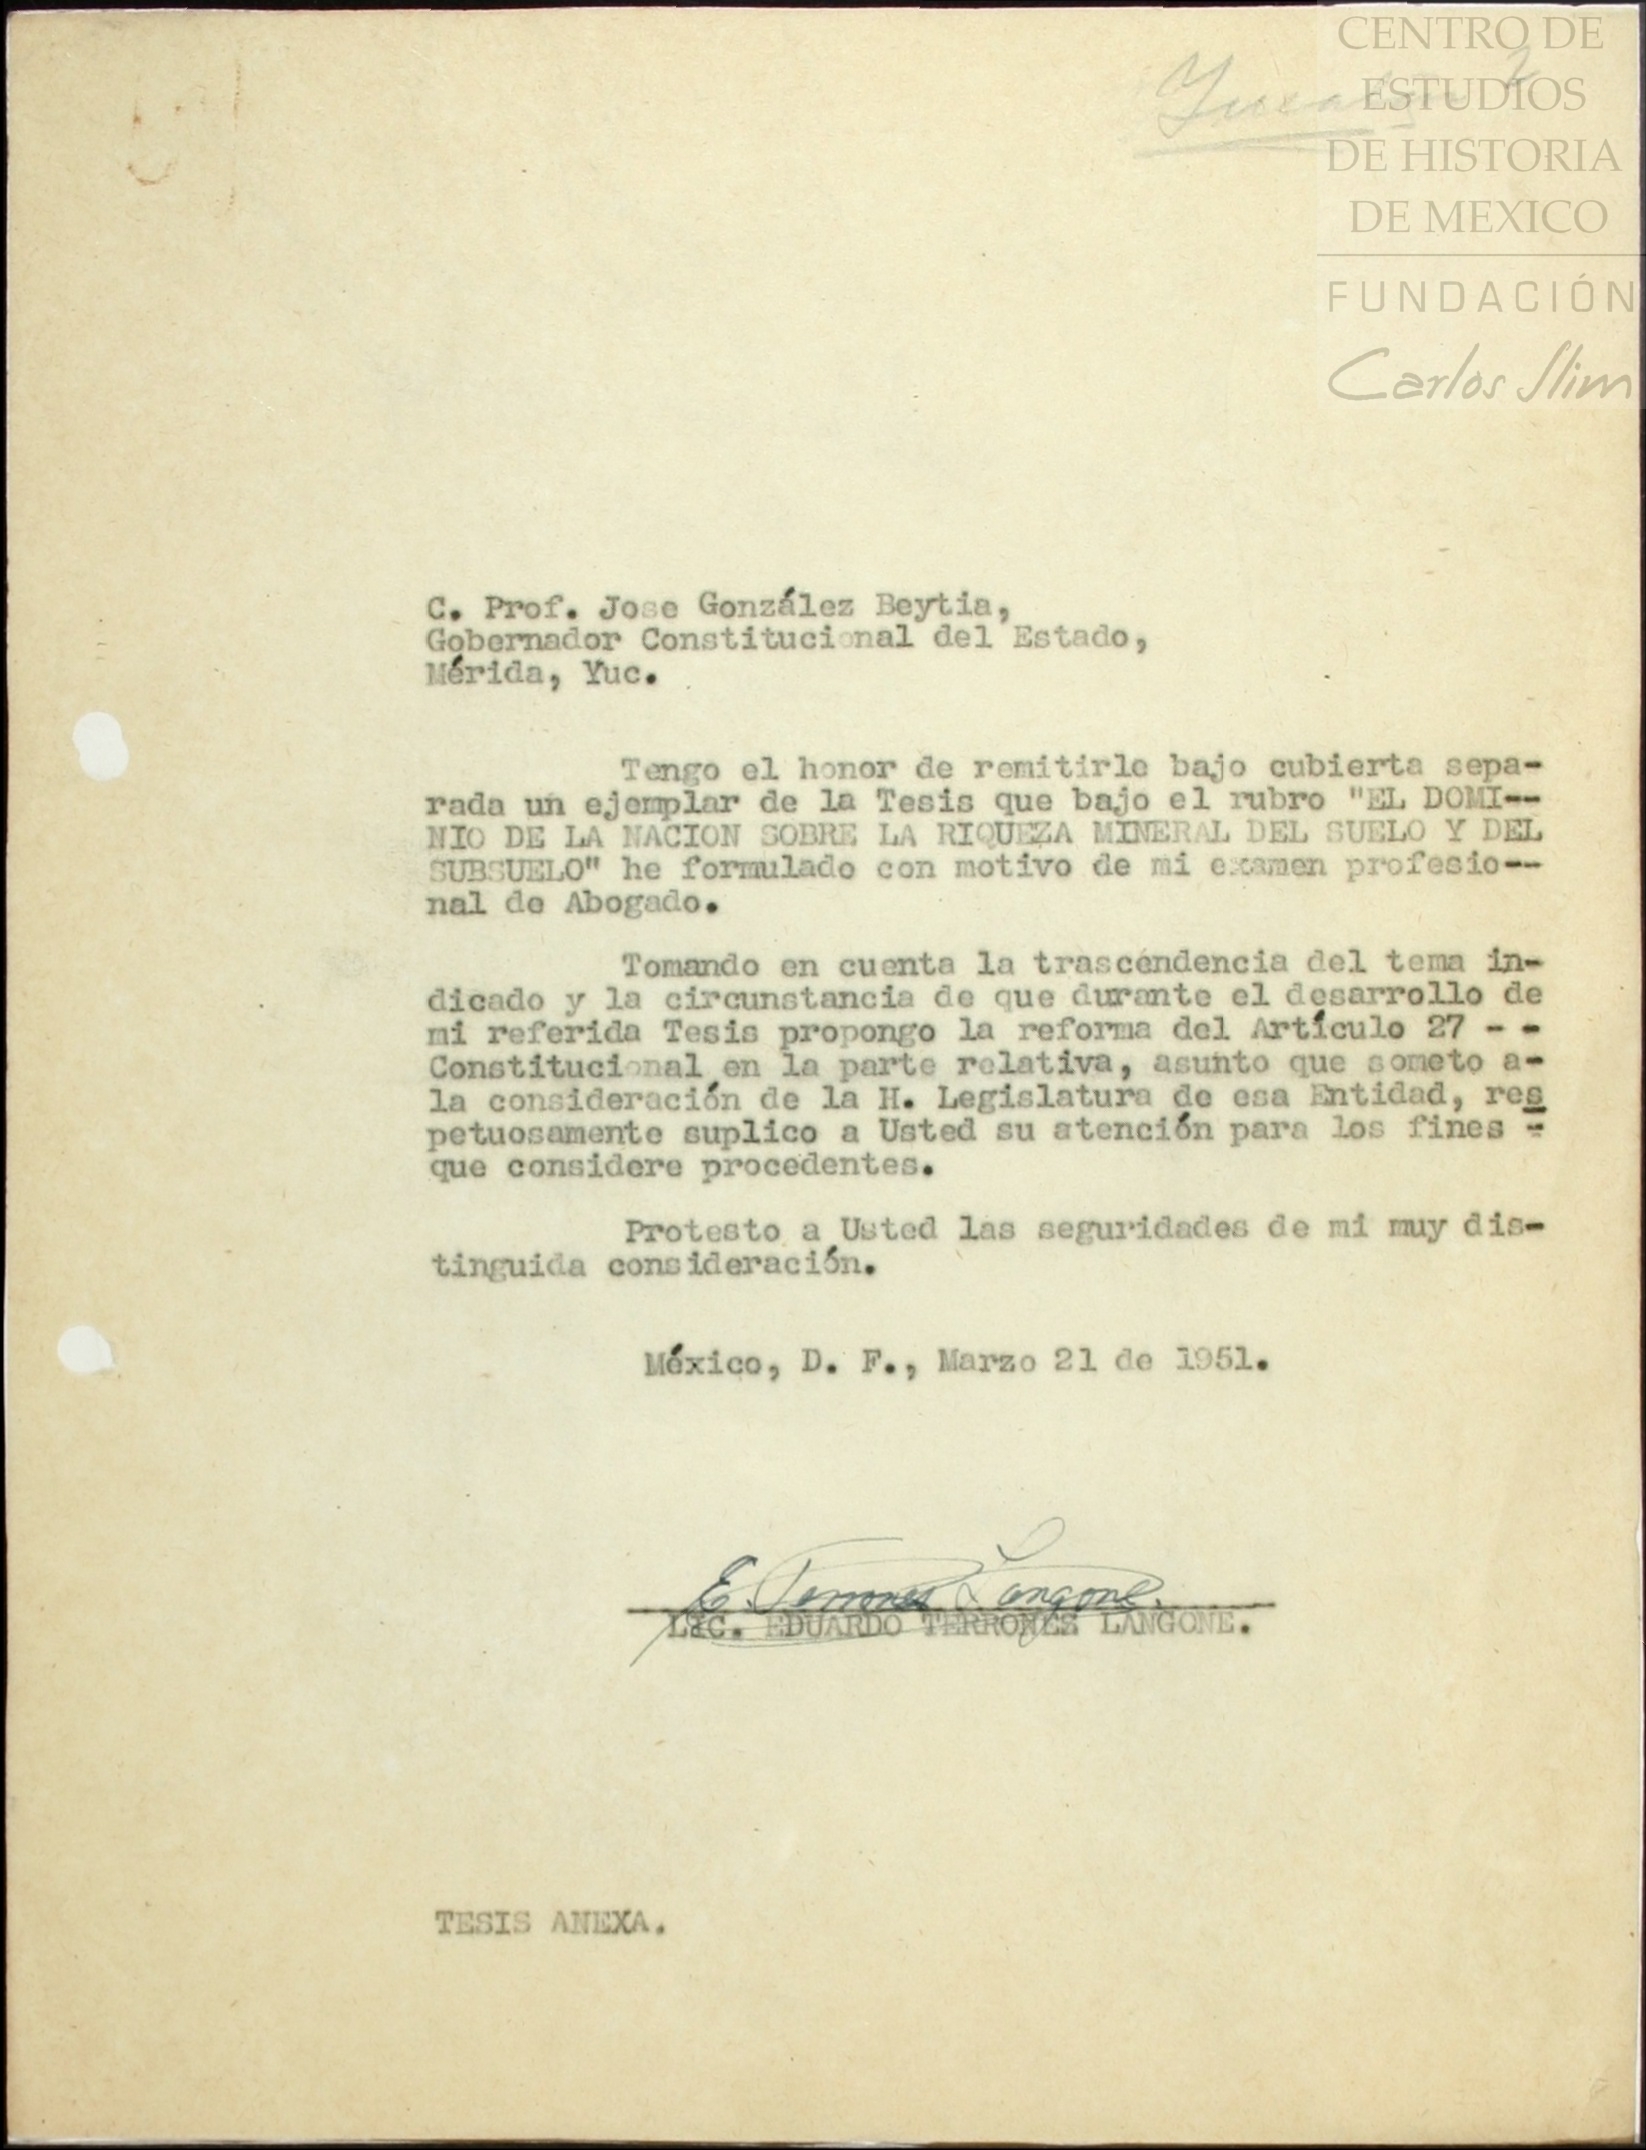 CENTRO DE
ESTUDIOS
DE HISTORIA
DE MEXICO
FUNDACIÓN
Carlos Slim
C. Prof. Jose González Beytia,
Gobernador Constitucional del Estado,
Mérida, Yuc.
Tengo el honor de remitirle bajo cubierta sepa-
rada un ejemplar de la Tesis que bajo el rubro "EL DOMI--
NIO DE LA NACION SOBRE LA RIQUEZA MINERAL DEL SUELO Y DEL
SUBSUELO" he formulado con motivo de mi examen profesio--
nal de Abogado.
Tomando en cuenta la trascendencia del tema in-
dicado y la circunstancia de que durante el desarrollo de
mi referida Tesis propongo la reforma del Artículo 27 - -
Constitucional en la parte relativa, asunto que someto a-
la consideración de la H. Legislatura de esa Entidad, res
petuosamente suplico a Usted su atención para los fines -
que considere procedentes.
Protesto a Usted las seguridades de mi muy dis-
tinguida consideración.
México, D. F., Marzo 21 de 1951.
E. Terrones Langone.
LIC. EDUARDO TERRONES LANGONE.
TESIS ANEXA.